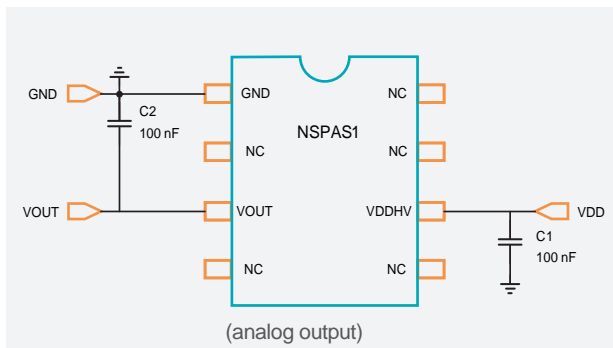 GND
C2
100 nF
VOUT
GND
NC
VOUT
NC
NSPAS1
NC
NC
VDDHV
NC
VDD
C1
100 nF
(analog output)